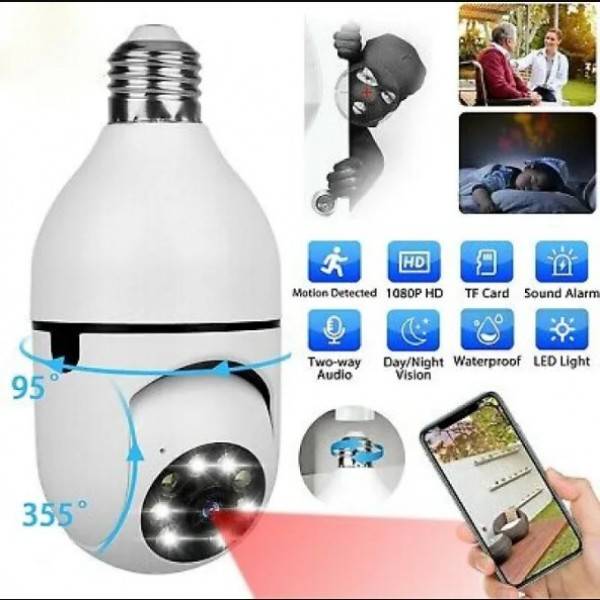 HD
Motion Detected
1080P HD
TF Card
Sound Alarm
Two-way
Audio
Day/Night
Vision
Waterproof
LED Light
95°
355°